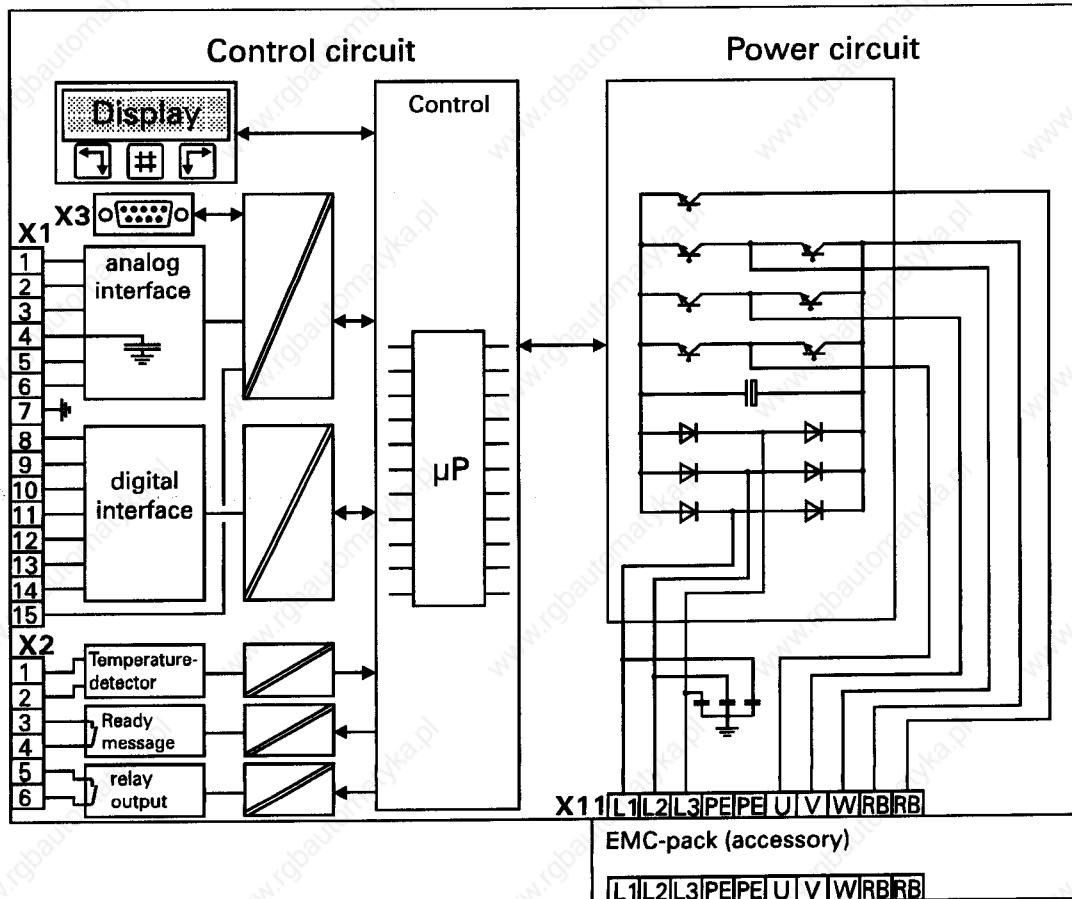 Control circuit
Power circuit
Display
#
Control
X3
X1
1
2
3
4
5
6
7
8
9
10
11
12
13
14
15
analog
interface
digital
interface
µP
X2
1
2
3
4
5
6
Temperature-
detector
Ready
message
relay
output
X11 L1 L2 L3 PE PE U V W RB RB
EMC-pack (accessory)
L1 L2 L3 PE PE U V W RB RB
www.rgbautomatyka.pl